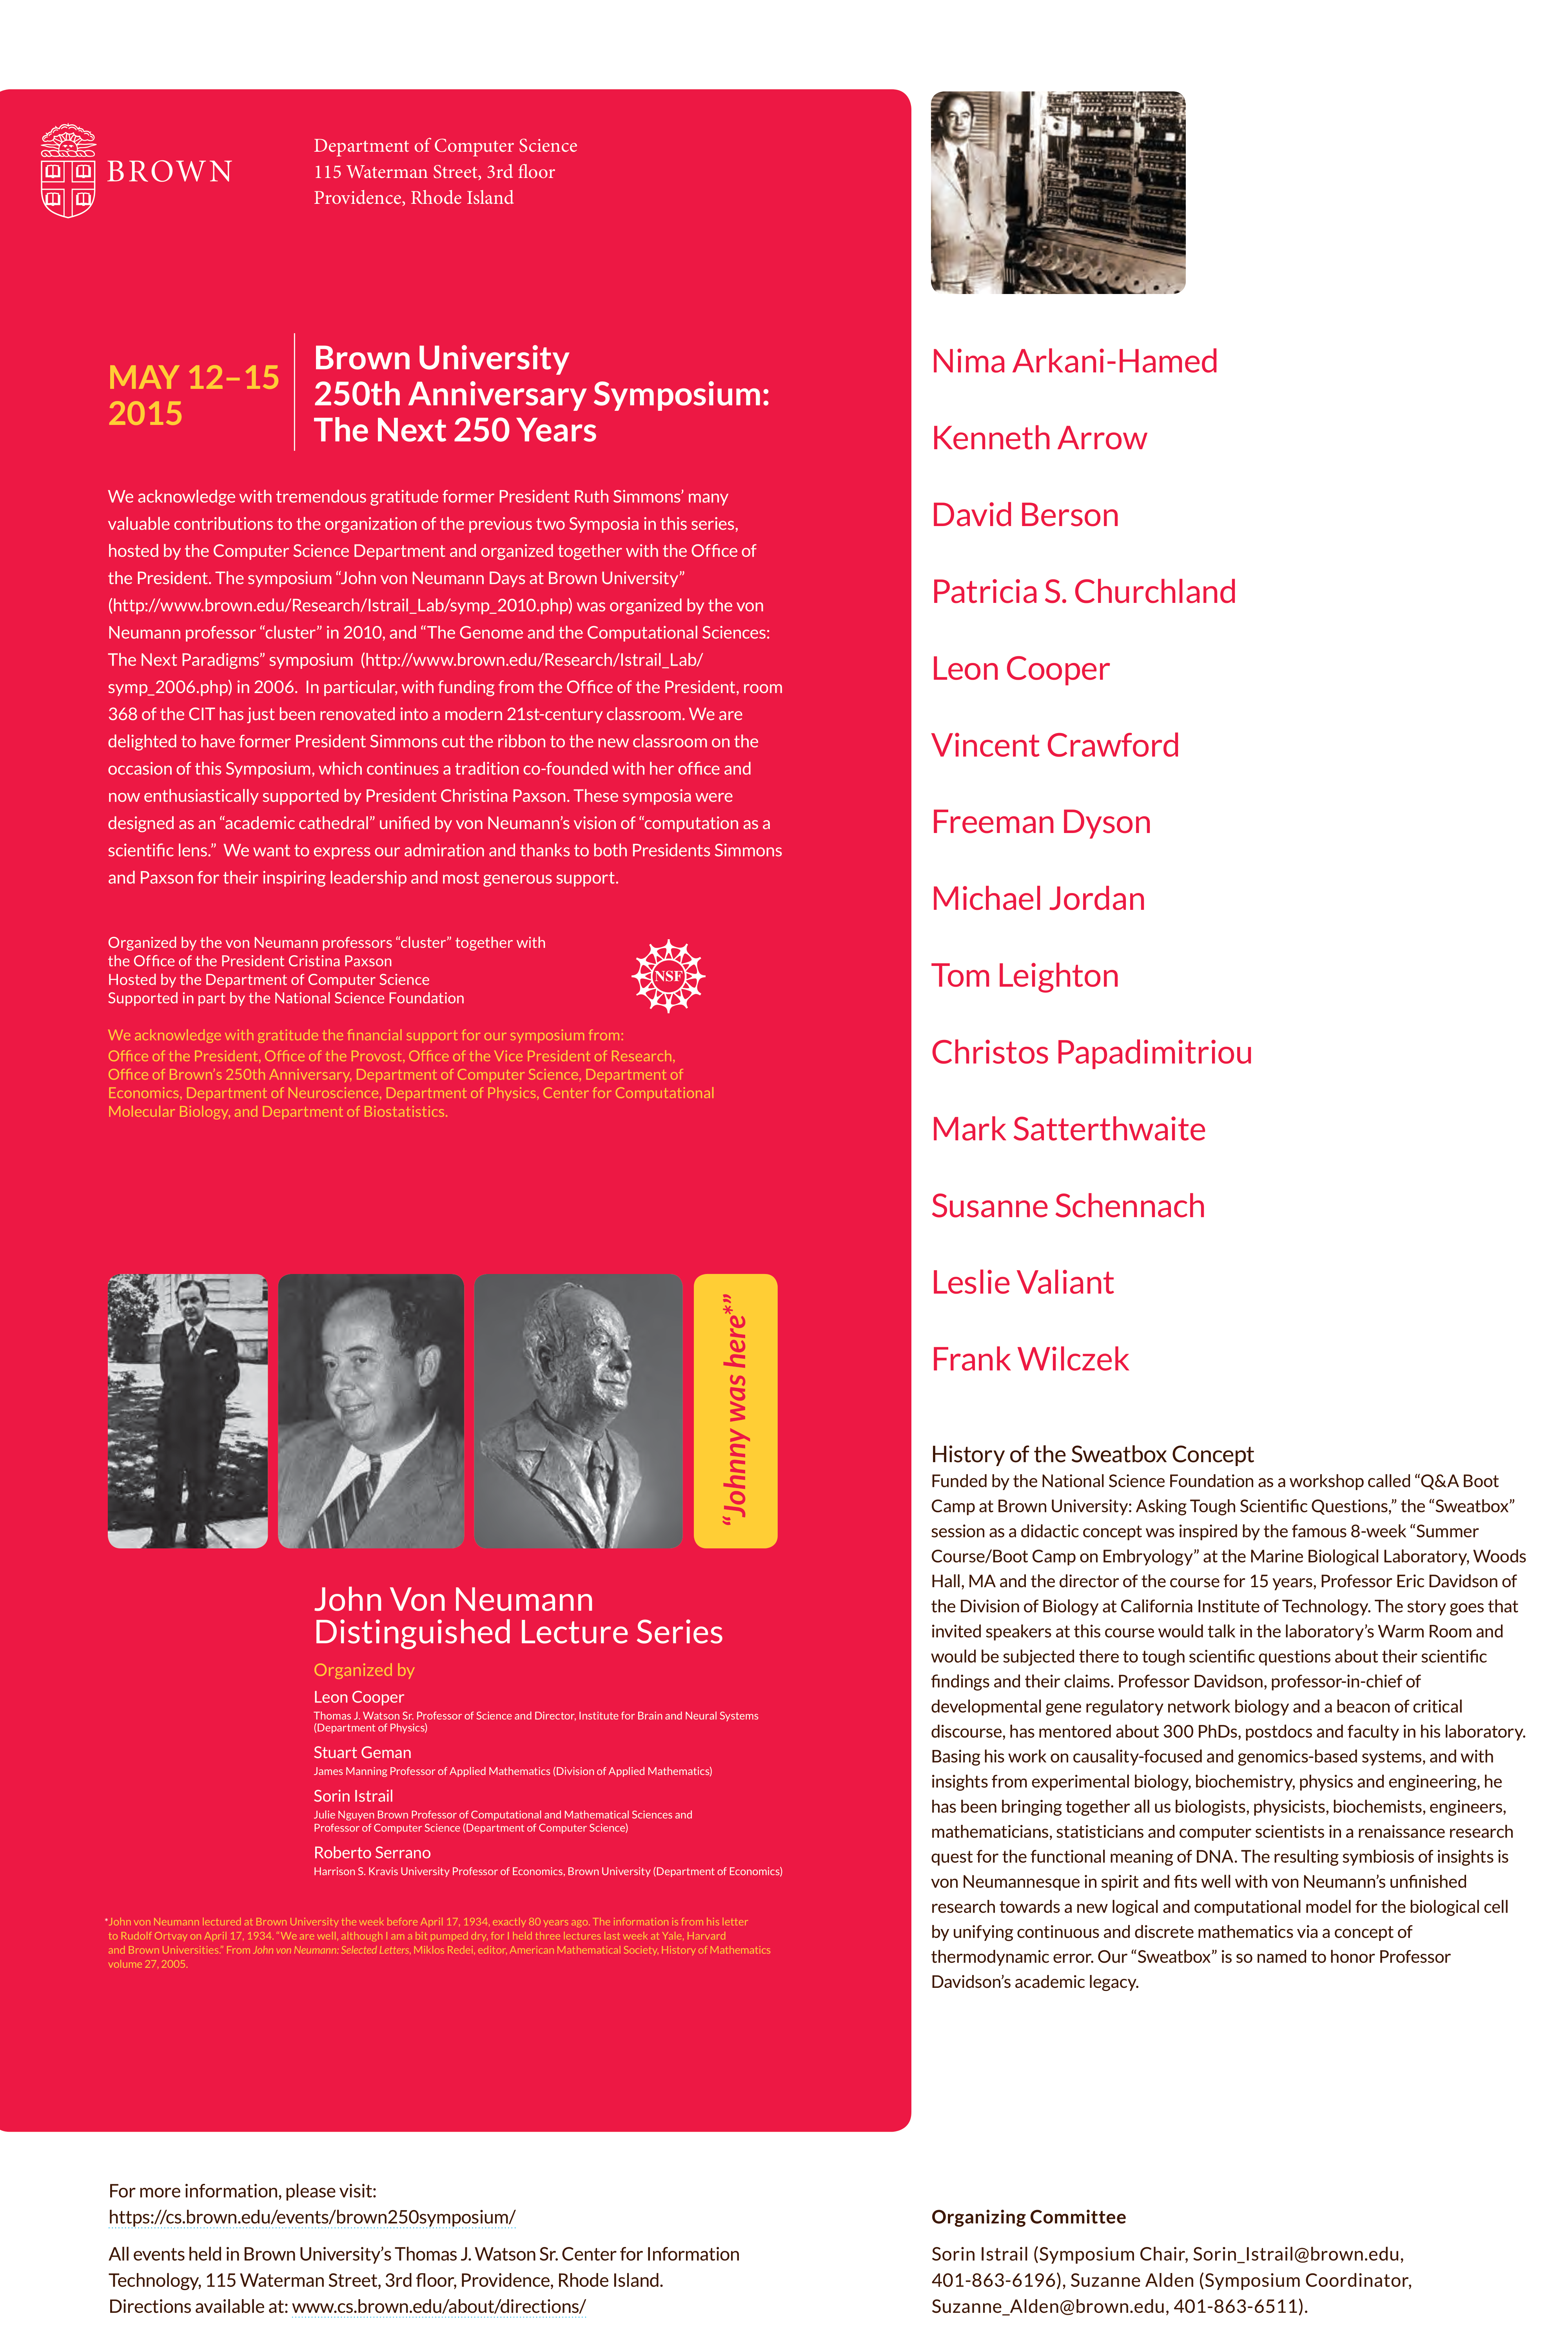 BROWN
Department of Computer Science
115 Waterman Street, 3rd floor
Providence, Rhode Island
MAY 12–15
2015
Brown University
250th Anniversary Symposium:
The Next 250 Years
We acknowledge with tremendous gratitude former President Ruth Simmons’ many
valuable contributions to the organization of the previous two Symposia in this series,
hosted by the Computer Science Department and organized together with the Office of
the President. The symposium “John von Neumann Days at Brown University”
(http://www.brown.edu/Research/Istrail_Lab/symp_2010.php) was organized by the von
Neumann professor “cluster” in 2010, and “The Genome and the Computational Sciences:
The Next Paradigms” symposium (http://www.brown.edu/Research/Istrail_Lab/
symp_2006.php) in 2006. In particular, with funding from the Office of the President, room
368 of the CIT has just been renovated into a modern 21st-century classroom. We are
delighted to have former President Simmons cut the ribbon to the new classroom on the
occasion of this Symposium, which continues a tradition co-founded with her office and
now enthusiastically supported by President Christina Paxson. These symposia were
designed as an “academic cathedral” unified by von Neumann’s vision of “computation as a
scientific lens.” We want to express our admiration and thanks to both Presidents Simmons
and Paxson for their inspiring leadership and most generous support.
Organized by the von Neumann professors “cluster” together with
the Office of the President Cristina Paxson
Hosted by the Department of Computer Science
Supported in part by the National Science Foundation
NSF
We acknowledge with gratitude the financial support for our symposium from:
Office of the President, Office of the Provost, Office of the Vice President of Research,
Office of Brown’s 250th Anniversary, Department of Computer Science, Department of
Economics, Department of Neuroscience, Department of Physics, Center for Computational
Molecular Biology, and Department of Biostatistics.
“Johnny was here*”
John Von Neumann
Distinguished Lecture Series
Organized by
Leon Cooper
Thomas J. Watson Sr. Professor of Science and Director, Institute for Brain and Neural Systems
(Department of Physics)
Stuart Geman
James Manning Professor of Applied Mathematics (Division of Applied Mathematics)
Sorin Istrail
Julie Nguyen Brown Professor of Computational and Mathematical Sciences and
Professor of Computer Science (Department of Computer Science)
Roberto Serrano
Harrison S. Kravis University Professor of Economics, Brown University (Department of Economics)
*John von Neumann lectured at Brown University the week before April 17, 1934, exactly 80 years ago. The information is from his letter
to Rudolf Ortvay on April 17, 1934. “We are well, although I am a bit pumped dry, for I held three lectures last week at Yale, Harvard
and Brown Universities.” From John von Neumann: Selected Letters, Miklos Redei, editor, American Mathematical Society, History of Mathematics
volume 27, 2005.
Nima Arkani-Hamed
Kenneth Arrow
David Berson
Patricia S. Churchland
Leon Cooper
Vincent Crawford
Freeman Dyson
Michael Jordan
Tom Leighton
Christos Papadimitriou
Mark Satterthwaite
Susanne Schennach
Leslie Valiant
Frank Wilczek
History of the Sweatbox Concept
Funded by the National Science Foundation as a workshop called “Q&A Boot
Camp at Brown University: Asking Tough Scientific Questions,” the “Sweatbox”
session as a didactic concept was inspired by the famous 8-week “Summer
Course/Boot Camp on Embryology” at the Marine Biological Laboratory, Woods
Hall, MA and the director of the course for 15 years, Professor Eric Davidson of
the Division of Biology at California Institute of Technology. The story goes that
invited speakers at this course would talk in the laboratory’s Warm Room and
would be subjected there to tough scientific questions about their scientific
findings and their claims. Professor Davidson, professor-in-chief of
developmental gene regulatory network biology and a beacon of critical
discourse, has mentored about 300 PhDs, postdocs and faculty in his laboratory.
Basing his work on causality-focused and genomics-based systems, and with
insights from experimental biology, biochemistry, physics and engineering, he
has been bringing together all us biologists, physicists, biochemists, engineers,
mathematicians, statisticians and computer scientists in a renaissance research
quest for the functional meaning of DNA. The resulting symbiosis of insights is
von Neumannesque in spirit and fits well with von Neumann’s unfinished
research towards a new logical and computational model for the biological cell
by unifying continuous and discrete mathematics via a concept of
thermodynamic error. Our “Sweatbox” is so named to honor Professor
Davidson’s academic legacy.
For more information, please visit:
https://cs.brown.edu/events/brown250symposium/
All events held in Brown University’s Thomas J. Watson Sr. Center for Information
Technology, 115 Waterman Street, 3rd floor, Providence, Rhode Island.
Directions available at: www.cs.brown.edu/about/directions/
Organizing Committee
Sorin Istrail (Symposium Chair, Sorin_Istrail@brown.edu,
401-863-6196), Suzanne Alden (Symposium Coordinator,
Suzanne_Alden@brown.edu, 401-863-6511).